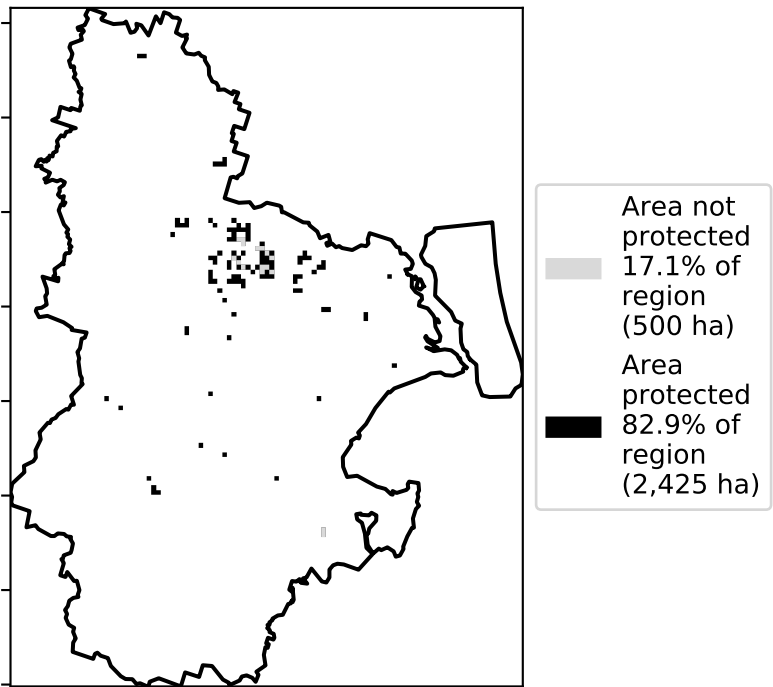 Area not
protected
17.1% of
region
(500 ha)
Area
protected
82.9% of
region
(2,425 ha)